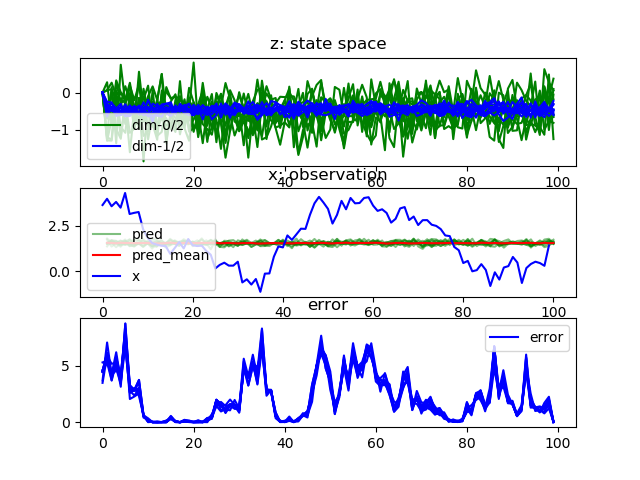 z: state space
0
−1
dim-0/2
dim-1/2
0 20 40 60 80 100
x: observation
2.5
0.0
pred
pred_mean
x
0 20 40 60 80 100
error
5
0
error
0 20 40 60 80 100